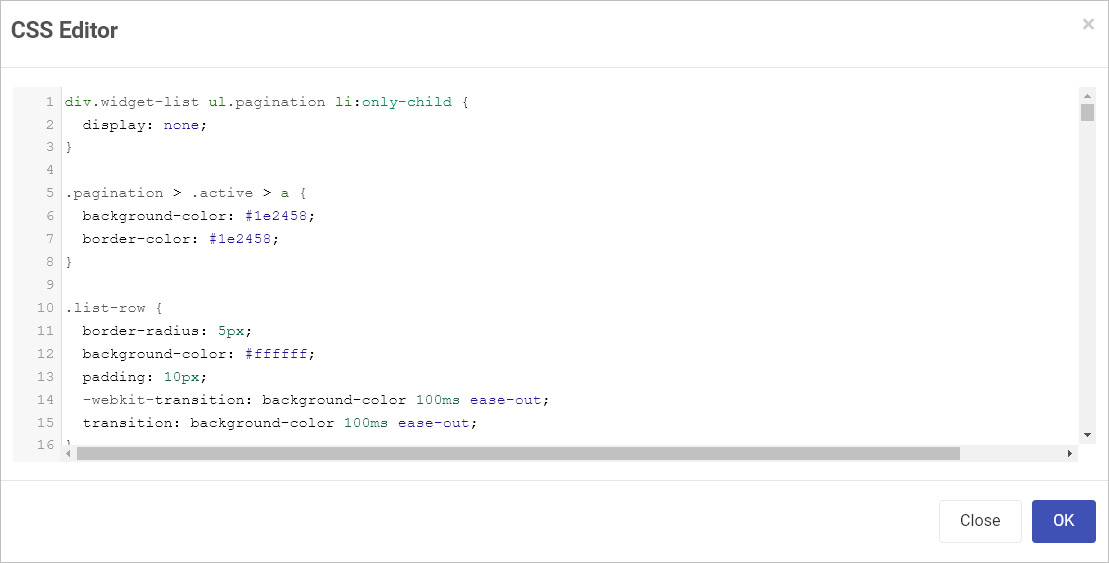 CSS Editor
×
1 div.widget-list ul.pagination li:only-child {
2   display: none;
3 }
4
5 .pagination > .active > a {
6   background-color: #1e2458;
7   border-color: #1e2458;
8 }
9
10 .list-row {
11   border-radius: 5px;
12   background-color: #ffffff;
13   padding: 10px;
14   -webkit-transition: background-color 100ms ease-out;
15   transition: background-color 100ms ease-out;
16 }
Close
OK